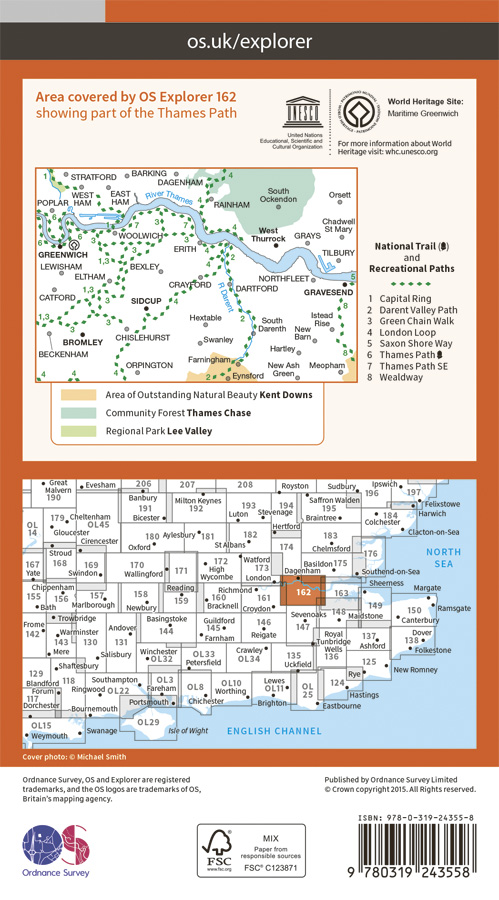 os.uk/explorer
Area covered by OS Explorer 162
showing part of the Thames Path
UNESCO
United Nations
Educational, Scientific and
Cultural Organization
World Heritage Site:
Maritime Greenwich
For more information about World
Heritage visit: whc.unesco.org
STRATFORD
BARKING
DAGENHAM
POPLAR
WEST
HAM
EAST
HAM
River Thames
RAINHAM
South
Ockendon
Orsett
Chadwell
St Mary
GREENWICH
WOOLWICH
ERITH
West
Thurrock
GRAYS
TILBURY
LEWISHAM
ELTHAM
BEXLEY
CRAYFORD
R Darent
DARTFORD
NORTHFLEET
GRAVESEND
CATFORD
SIDCUP
Hextable
South
Darenth
Istead
Rise
New
Barn
BROMLEY
CHISLEHURST
Swanley
Hartley
BECKENHAM
ORPINGTON
Farningham
Eynsford
New Ash
Green
Meopham
National Trail
and
Recreational Paths
1 Capital Ring
2 Darent Valley Path
3 Green Chain Walk
4 London Loop
5 Saxon Shore Way
6 Thames Path
7 Thames Path SE
8 Wealdway
Area of Outstanding Natural Beauty Kent Downs
Community Forest Thames Chase
Regional Park Lee Valley
Great
Malvern
190
Evesham
206
207
208
Royston
Sudbury
Ipswich
196
197
Banbury
191
Bicester
Milton Keynes
192
193
Luton
Stevenage
194
Saffron Walden
195
Braintree
184
Colchester
Felixstowe
Harwich
Clacton-on-Sea
OL
14
179
Cheltenham
OL45
Gloucester
Cirencester
180
Oxford
Aylesbury
181
182
St Albans
Hertford
183
Chelmsford
176
NORTH
SEA
167
Yate
Stroud
168
169
Swindon
170
Wallingford
171
172
High
Wycombe
Watford
173
London
Dagenham
Basildon
175
Southend-on-Sea
Chippenham
155
156
Bath
157
Marlborough
158
Newbury
Reading
159
Richmond
160
Bracknell
161
Croydon
162
163
Sheerness
Margate
Ramsgate
Frome
142
Trowbridge
143
Warminster
130
Andover
131
Basingstoke
144
Guildford
145
Farnham
146
Reigate
Sevenoaks
147
148
Maidstone
149
150
Canterbury
Mere
Salisbury
Winchester
OL32
OL33
Petersfield
Crawley
OL34
135
Uckfield
Royal
Tunbridge
Wells
136
137
Ashford
Dover
138
Folkestone
129
Blandford
Forum
117
Dorchester
Shaftesbury
118
Ringwood
OL22
Bournemouth
Southampton
OL3
Fareham
Portsmouth
OL8
Chichester
OL10
Worthing
Lewes
OL11
Brighton
OL
25
124
Rye
125
New Romney
Hastings
Eastbourne
OL15
Weymouth
Swanage
OL29
Isle of Wight
ENGLISH CHANNEL
Cover photo: © Michael Smith
Ordnance Survey, OS and Explorer are registered
trademarks, and the OS logos are trademarks of OS,
Britain's mapping agency.
Published by Ordnance Survey Limited
© Crown copyright 2015. All Rights reserved.
OS
Ordnance Survey
FSC
www.fsc.org
MIX
Paper from
responsible sources
FSC® C123871
ISBN: 978-0-319-24355-8
9 780319 243558